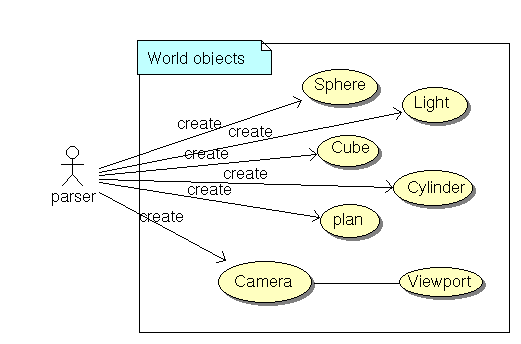 World objects
Sphere
Light
create
create
create
Cube
create
Cylinder
create
parser
create
plan
Camera
Viewport